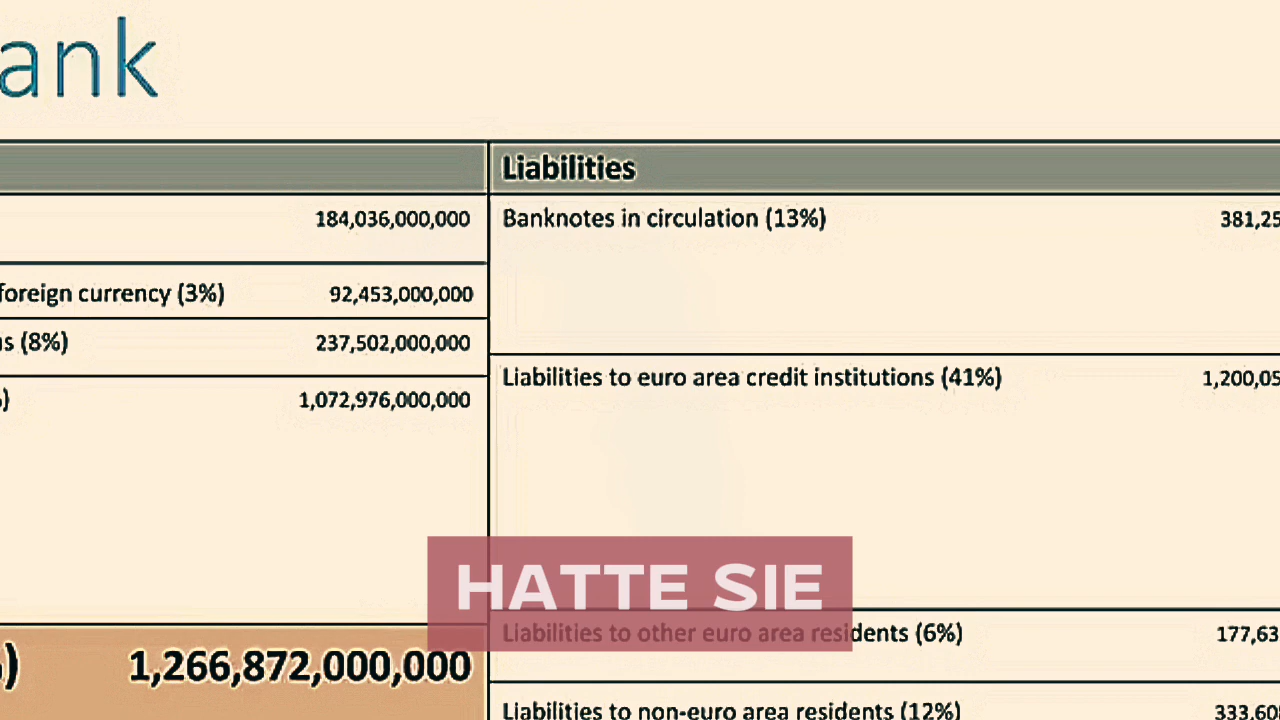 ank
Liabilities
184,036,000,000
Banknotes in circulation (13%)
381,25
foreign currency (3%)
92,453,000,000
s (8%)
237,502,000,000
Liabilities to euro area credit institutions (41%)
1,200,05
)
1,072,976,000,000
HATTE SIE
Liabilities to other euro area residents (6%)
177,63
)
1,266,872,000,000
Liabilities to non-euro area residents (12%)
333,60